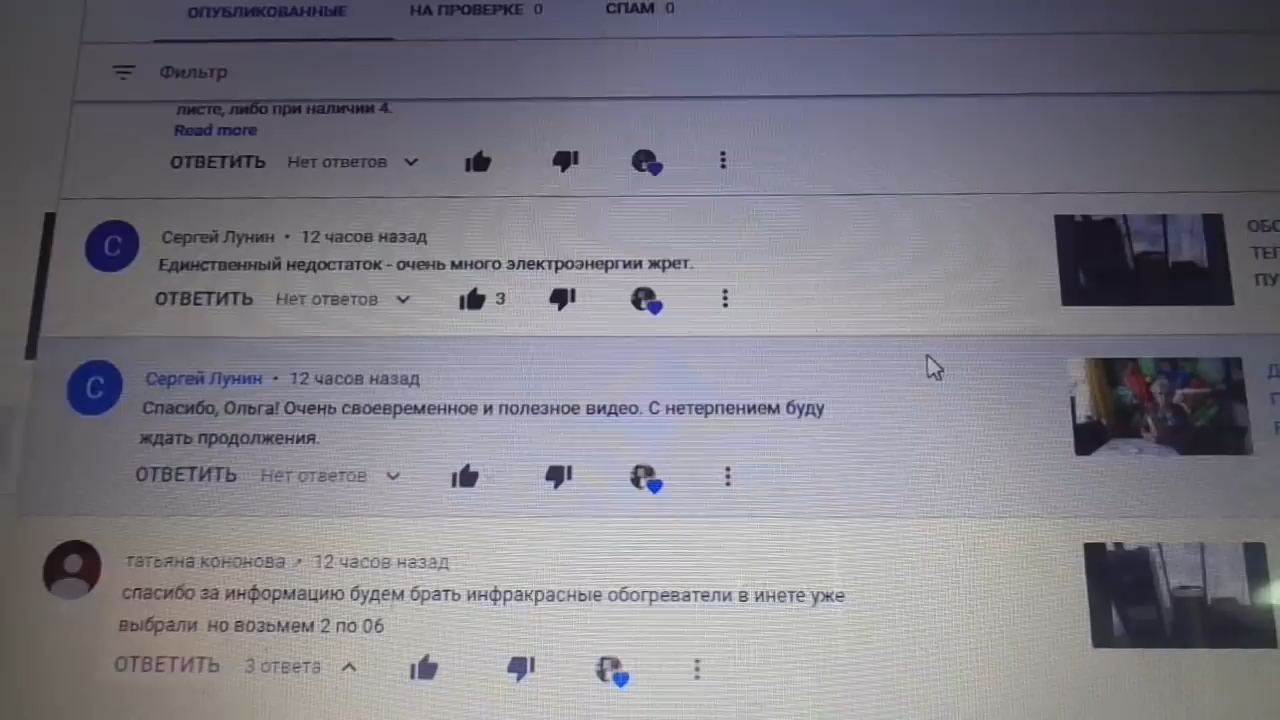 ОПУБЛИКОВАННЫЕ НА ПРОВЕРКЕ 0 СПАМ 0
Фильтр
листе, либо при наличии 4.
Read more
ОТВЕТИТЬ Нет ответов
С
Сергей Лунин • 12 часов назад
Единственный недостаток - очень много электроэнергии жрет.
ОТВЕТИТЬ Нет ответов 3
С
Сергей Лунин • 12 часов назад
Спасибо, Ольга! Очень своевременное и полезное видео. С нетерпением буду
ждать продолжения.
ОТВЕТИТЬ Нет ответов
татьяна кононова • 12 часов назад
спасибо за информацию будем брать инфракрасные обогреватели в инете уже
выбрали но возьмем 2 по 06
ОТВЕТИТЬ 3 ответа